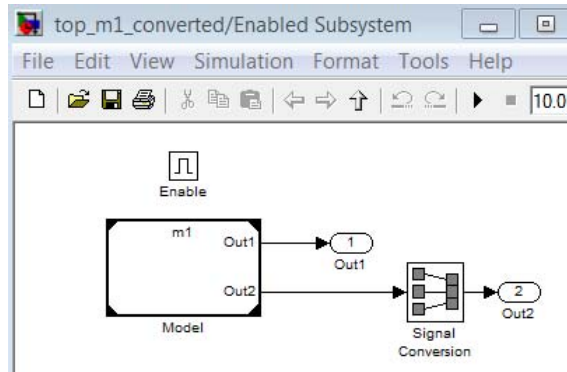 top_m1_converted/Enabled Subsystem
File Edit View Simulation Format Tools Help
10.0
Enable
m1
Out1
1
Out1
Out2
2
Out2
Model
Signal
Conversion